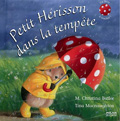 Petit Hérisson
dans la tempête
M. Christina Butler
Tina Macnaughton